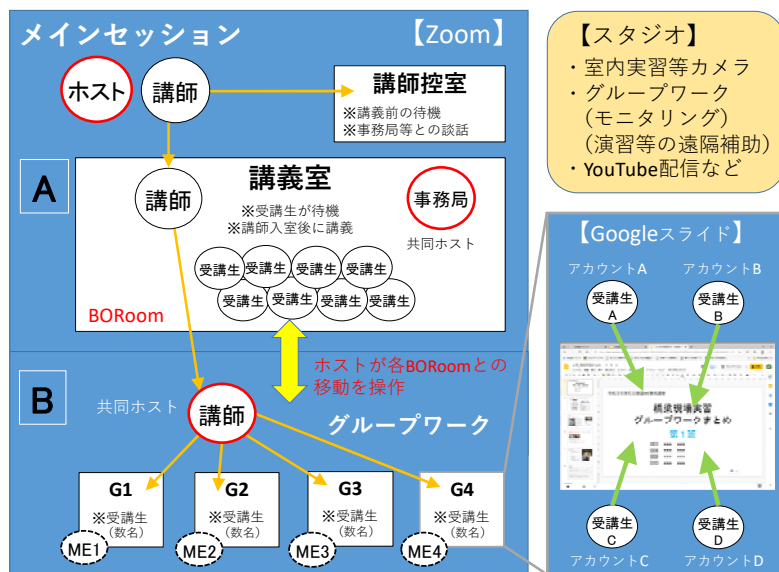 メインセッション
【Zoom】
ホスト
講師
講師控室
※講義前の待機
※事務局等との談話
A
講師
講義室
※受講生が待機
※講師入室後に講義
事務局
共同ホスト
受講生
受講生
受講生
受講生
受講生
受講生
受講生
受講生
BORoom
ホストが各BORoomとの
移動を操作
B
共同ホスト
講師
グループワーク
G1
※受講生
(数名)
ME1
G2
※受講生
(数名)
ME2
G3
※受講生
(数名)
ME3
G4
※受講生
(数名)
ME4
【スタジオ】
・室内実習等カメラ
・グループワーク
(モニタリング)
(演習等の遠隔補助)
・YouTube配信など
【Googleスライド】
アカウントA
アカウントB
受講生
A
受講生
B
橋梁現場実習
グループワークまとめ
第1班
受講生
C
受講生
D
アカウントC
アカウントD